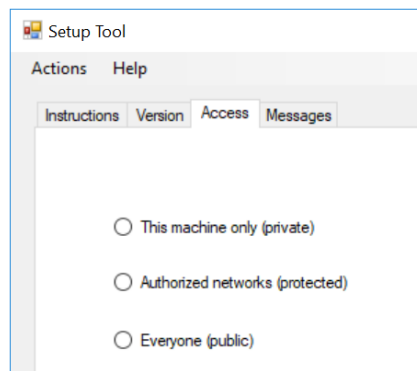 Setup Tool
Actions Help
Instructions Version Access Messages
This machine only (private)
Authorized networks (protected)
Everyone (public)